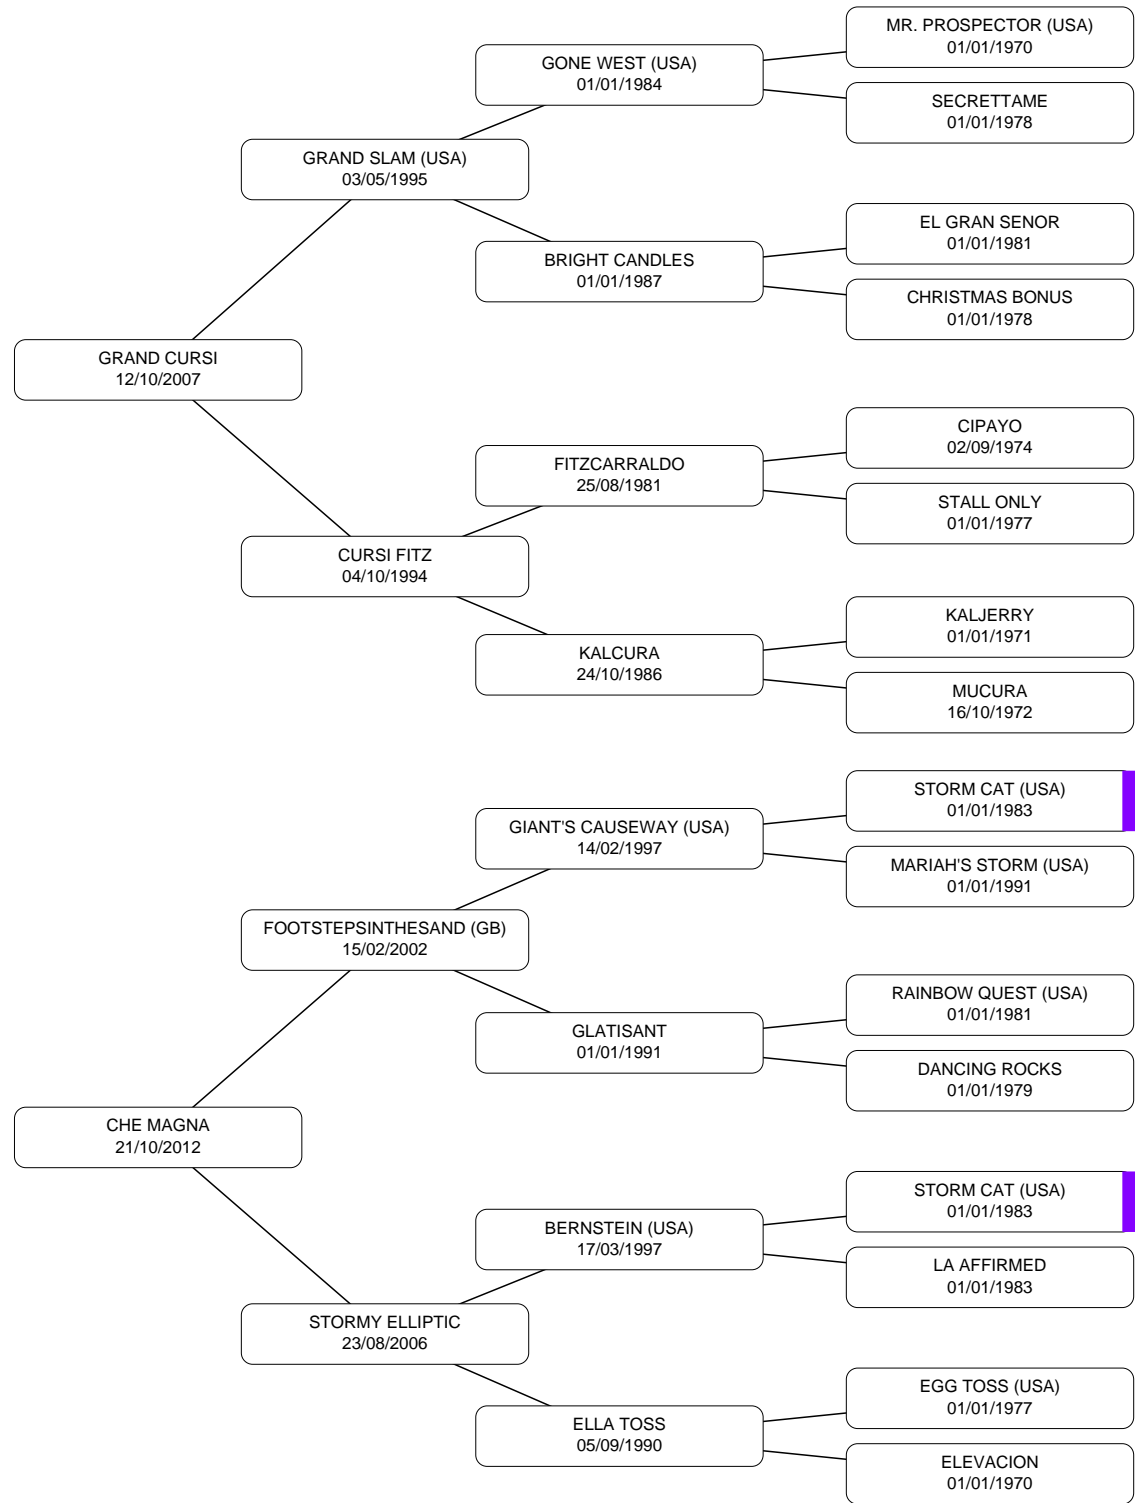 MR. PROSPECTOR (USA)
01/01/1970
GONE WEST (USA)
01/01/1984
SECRETTAME
01/01/1978
GRAND SLAM (USA)
03/05/1995
EL GRAN SENOR
01/01/1981
BRIGHT CANDLES
01/01/1987
CHRISTMAS BONUS
01/01/1978
GRAND CURSI
12/10/2007
CIPAYO
02/09/1974
FITZCARRALDO
25/08/1981
STALL ONLY
01/01/1977
CURSI FITZ
04/10/1994
KALJERRY
01/01/1971
KALCURA
24/10/1986
MUCURA
16/10/1972
STORM CAT (USA)
01/01/1983
GIANT'S CAUSEWAY (USA)
14/02/1997
MARIAH'S STORM (USA)
01/01/1991
FOOTSTEPSINTHESAND (GB)
15/02/2002
RAINBOW QUEST (USA)
01/01/1981
GLATISANT
01/01/1991
DANCING ROCKS
01/01/1979
CHE MAGNA
21/10/2012
STORM CAT (USA)
01/01/1983
BERNSTEIN (USA)
17/03/1997
LA AFFIRMED
01/01/1983
STORMY ELLIPTIC
23/08/2006
EGG TOSS (USA)
01/01/1977
ELLA TOSS
05/09/1990
ELEVACION
01/01/1970